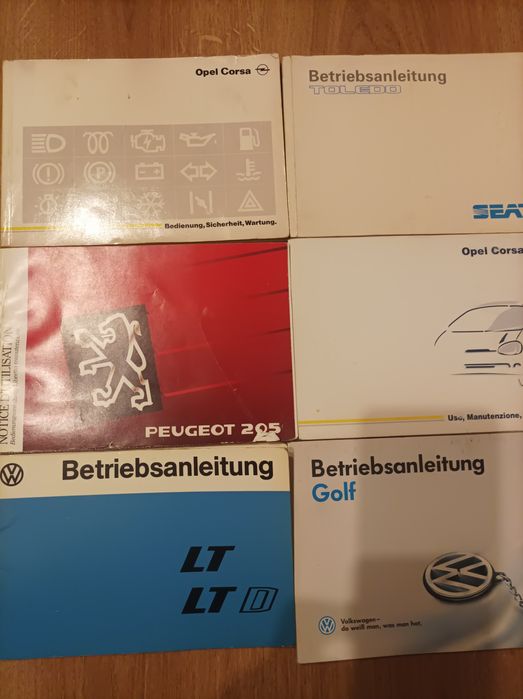 Opel Corsa
Bedienung, Sicherheit, Wartung.
Betriebsanleitung
TOLEDO
SEAT
NOTICE D'UTILISATION
PEUGEOT 205
Opel Corsa
Uso, Manutenzione,
Betriebsanleitung
LT
LT D
Betriebsanleitung
Golf
Volkswagen –
da weiß man, was man hat.